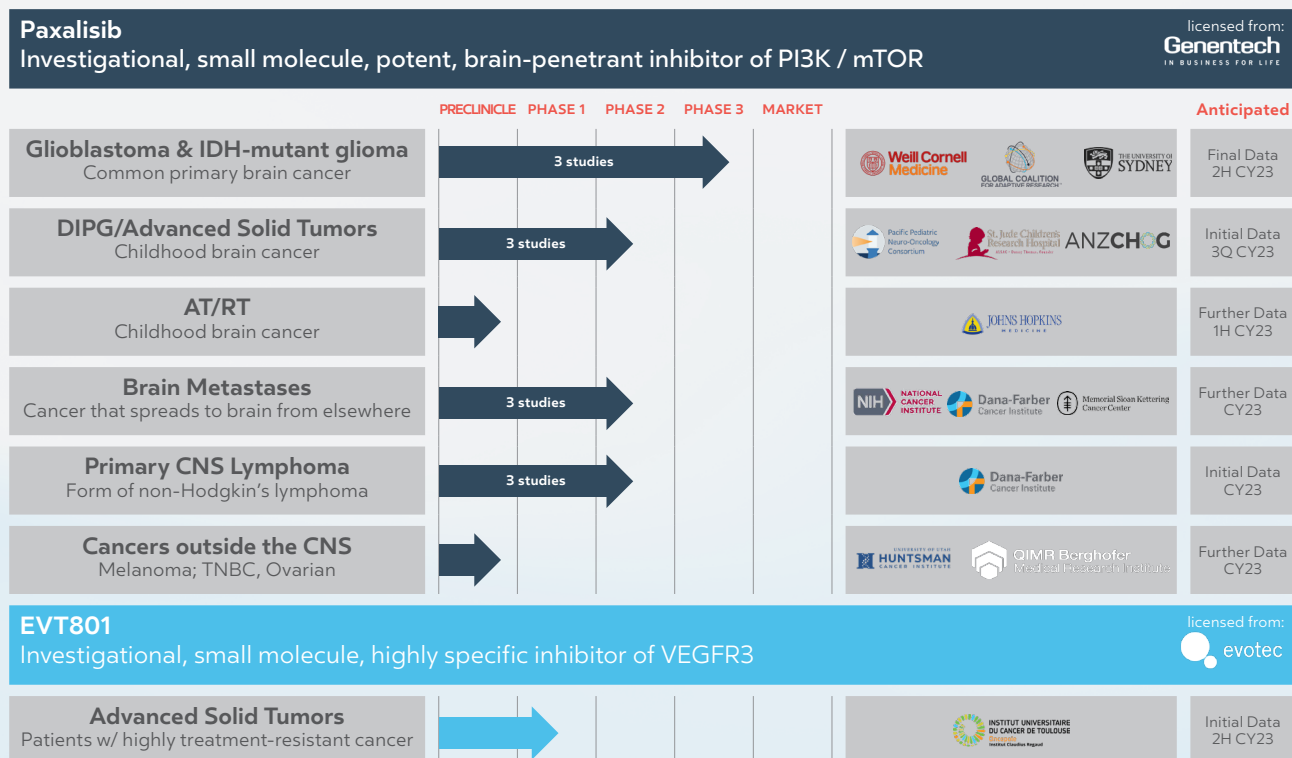 Paxalisib
Investigational, small molecule, potent, brain-penetrant inhibitor of PI3K / mTOR
licensed from:
Genentech
IN BUSINESS FOR LIFE
PRECLINICLE PHASE 1 PHASE 2 PHASE 3 MARKET
Anticipated
Glioblastoma & IDH-mutant glioma
Common primary brain cancer
3 studies
Weill Cornell
Medicine
GLOBAL COALITION
FOR ADAPTIVE RESEARCH
THE UNIVERSITY OF
SYDNEY
Final Data
2H CY23
DIPG/Advanced Solid Tumors
Childhood brain cancer
3 studies
Pacific Pediatric
Neuro-Oncology
Consortium
St. Jude Children's
Research Hospital
ANZCHOG
Initial Data
3Q CY23
AT/RT
Childhood brain cancer
JOHNS HOPKINS
MEDICINE
Further Data
1H CY23
Brain Metastases
Cancer that spreads to brain from elsewhere
3 studies
NIH
NATIONAL
CANCER
INSTITUTE
Dana-Farber
Cancer Institute
Memorial Sloan Kettering
Cancer Center
Further Data
CY23
Primary CNS Lymphoma
Form of non-Hodgkin's lymphoma
3 studies
Dana-Farber
Cancer Institute
Initial Data
CY23
Cancers outside the CNS
Melanoma; TNBC, Ovarian
UNIVERSITY OF UTAH
HUNTSMAN
CANCER INSTITUTE
QIMR Berghofer
Medical Research Institute
Further Data
CY23
EVT801
Investigational, small molecule, highly specific inhibitor of VEGFR3
licensed from:
evotec
Advanced Solid Tumors
Patients w/ highly treatment-resistant cancer
INSTITUT UNIVERSITAIRE
DU CANCER DE TOULOUSE
Oncopole
Institut Claudius Regaud
Initial Data
2H CY23